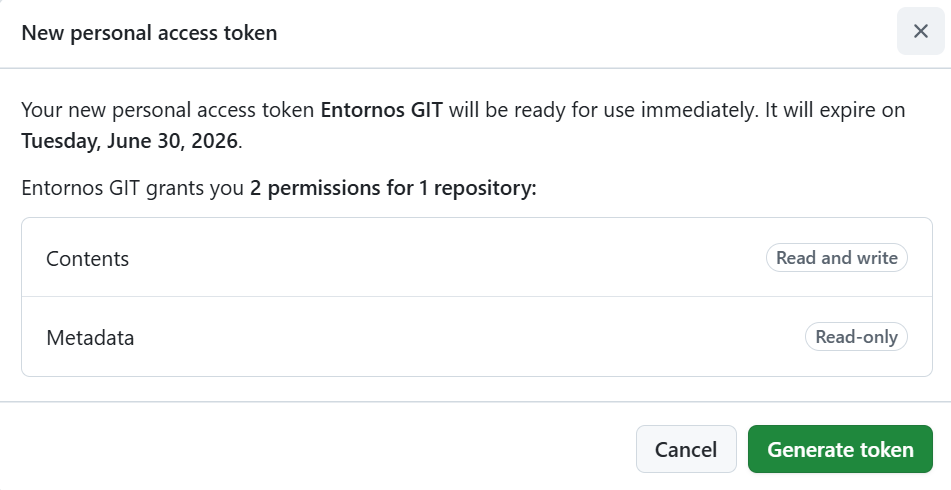 New personal access token
Your new personal access token Entornos GIT will be ready for use immediately. It will expire on
Tuesday, June 30, 2026.
Entornos GIT grants you 2 permissions for 1 repository:
Contents
Read and write
Metadata
Read-only
Cancel
Generate token